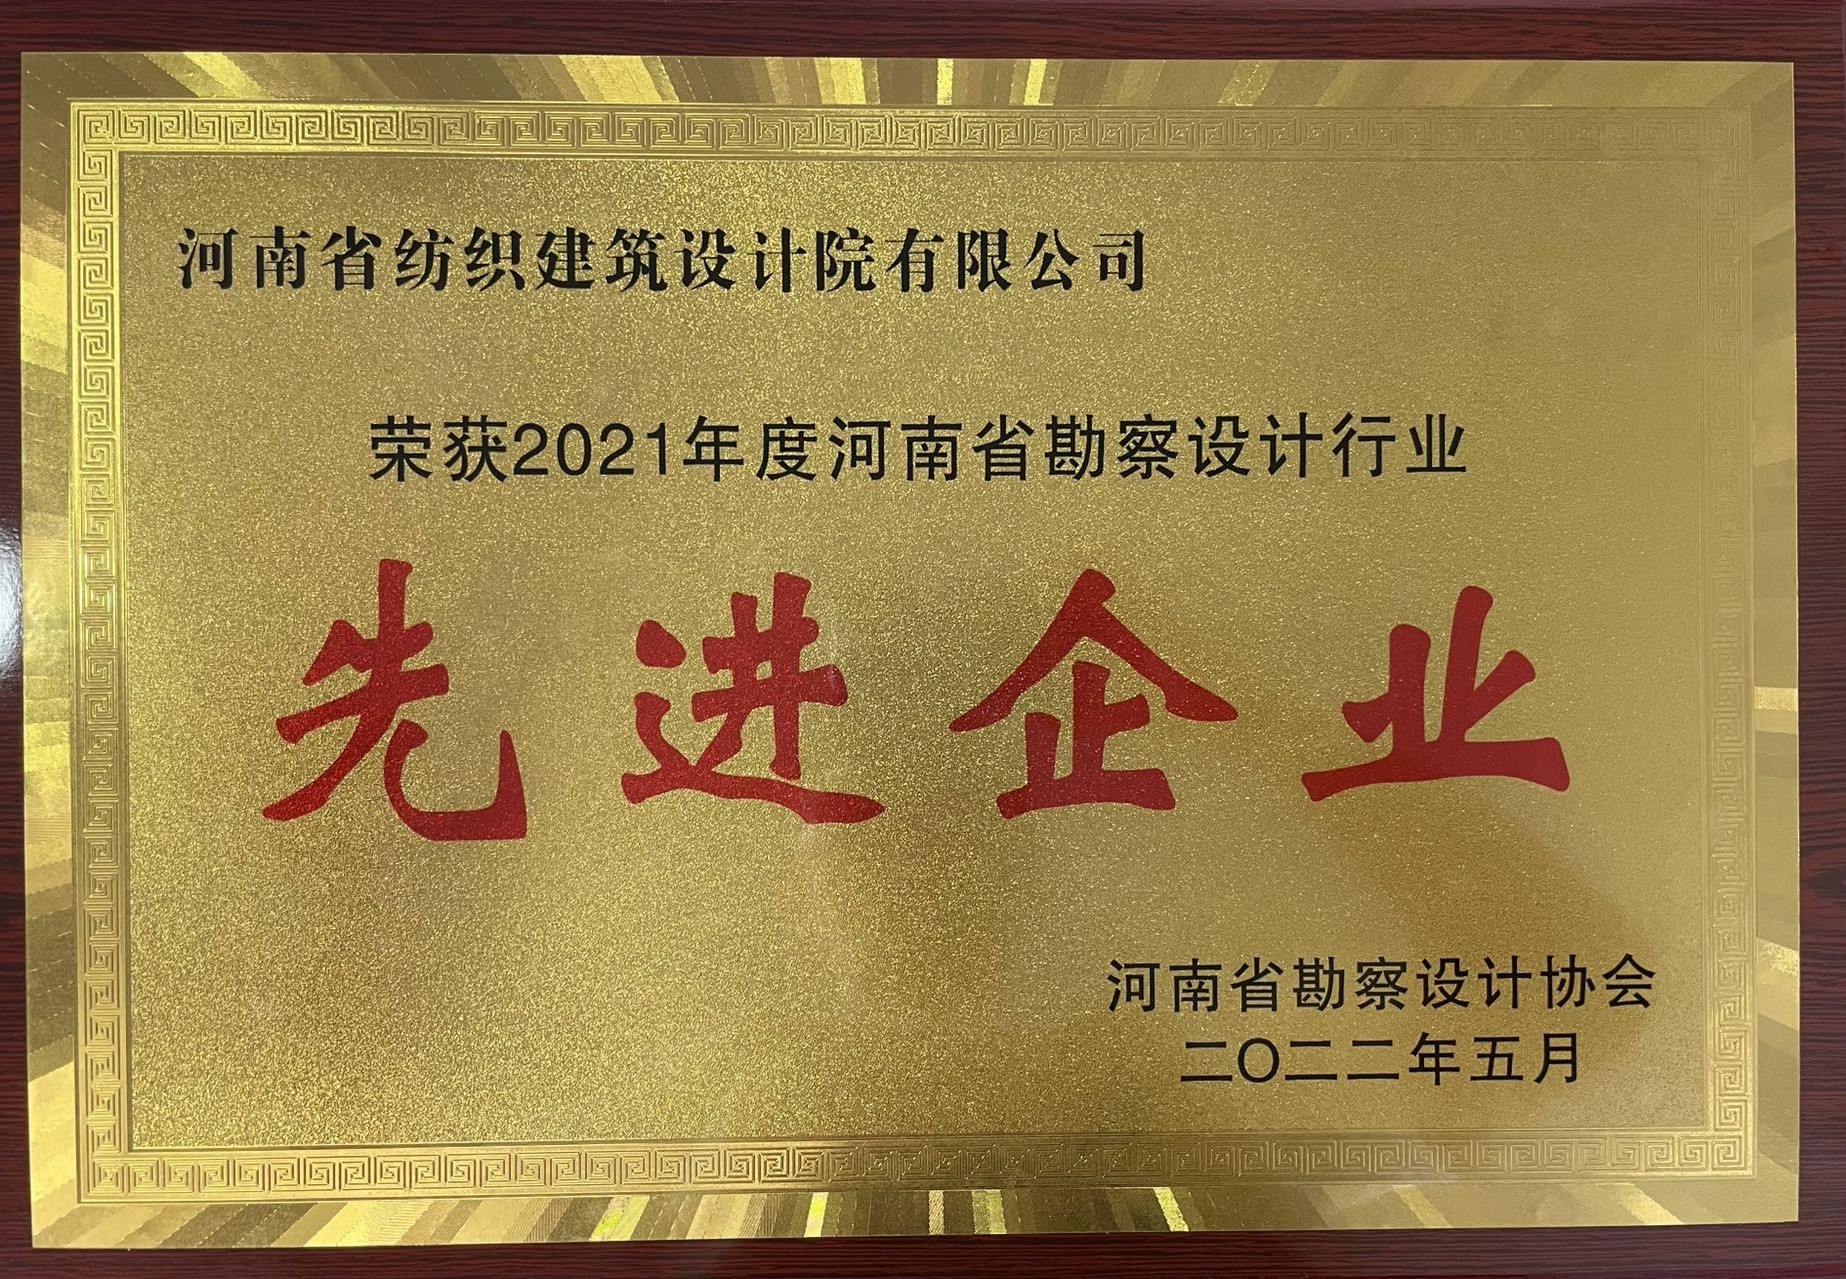 河南省纺织建筑设计院有限公司
荣获2021年度河南省勘察设计行业
先进企业
河南省勘察设计协会
二〇二二年五月